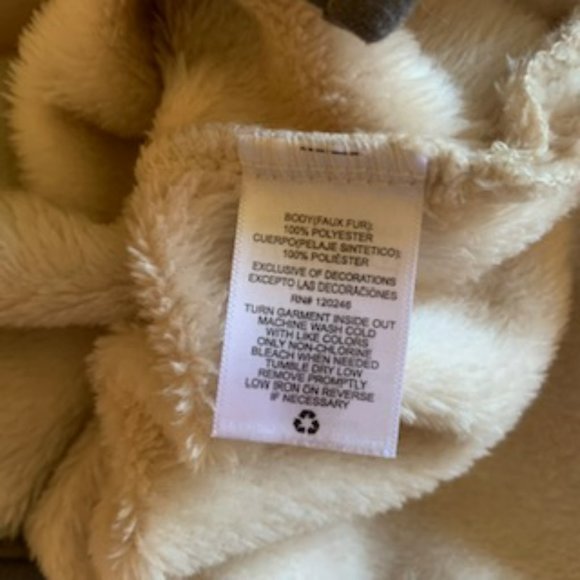 BODY(FAUX FUR):
100% POLYESTER
CUERPO(PELAJE SINTETICO):
100% POLIÉSTER
EXCLUSIVE OF DECORATIONS
EXCEPTO LAS DECORACIONES
RN# 120246
TURN GARMENT INSIDE OUT
MACHINE WASH COLD
WITH LIKE COLORS
ONLY NON-CHLORINE
BLEACH WHEN NEEDED
TUMBLE DRY LOW
REMOVE PROMPTLY
LOW IRON ON REVERSE
IF NECESSARY